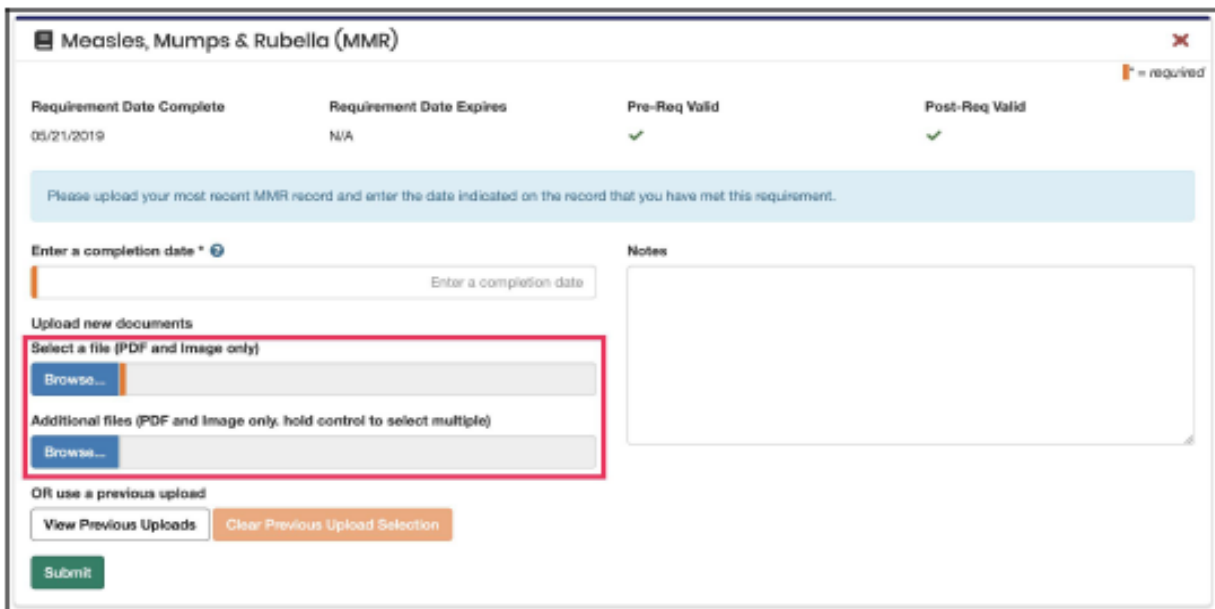 Measles, Mumps & Rubella (MMR)
* = required
Requirement Date Complete Requirement Date Expires Pre-Req Valid Post-Req Valid
05/21/2019 N/A
Please upload your most recent MMR record and enter the date indicated on the record that you have met this requirement.
Enter a completion date * Notes
Enter a completion date
Upload new documents
Select a file (PDF and Image only)
Browse...
Additional files (PDF and Image only, hold control to select multiple)
Browse...
OR use a previous upload
View Previous Uploads Clear Previous Upload Selection
Submit